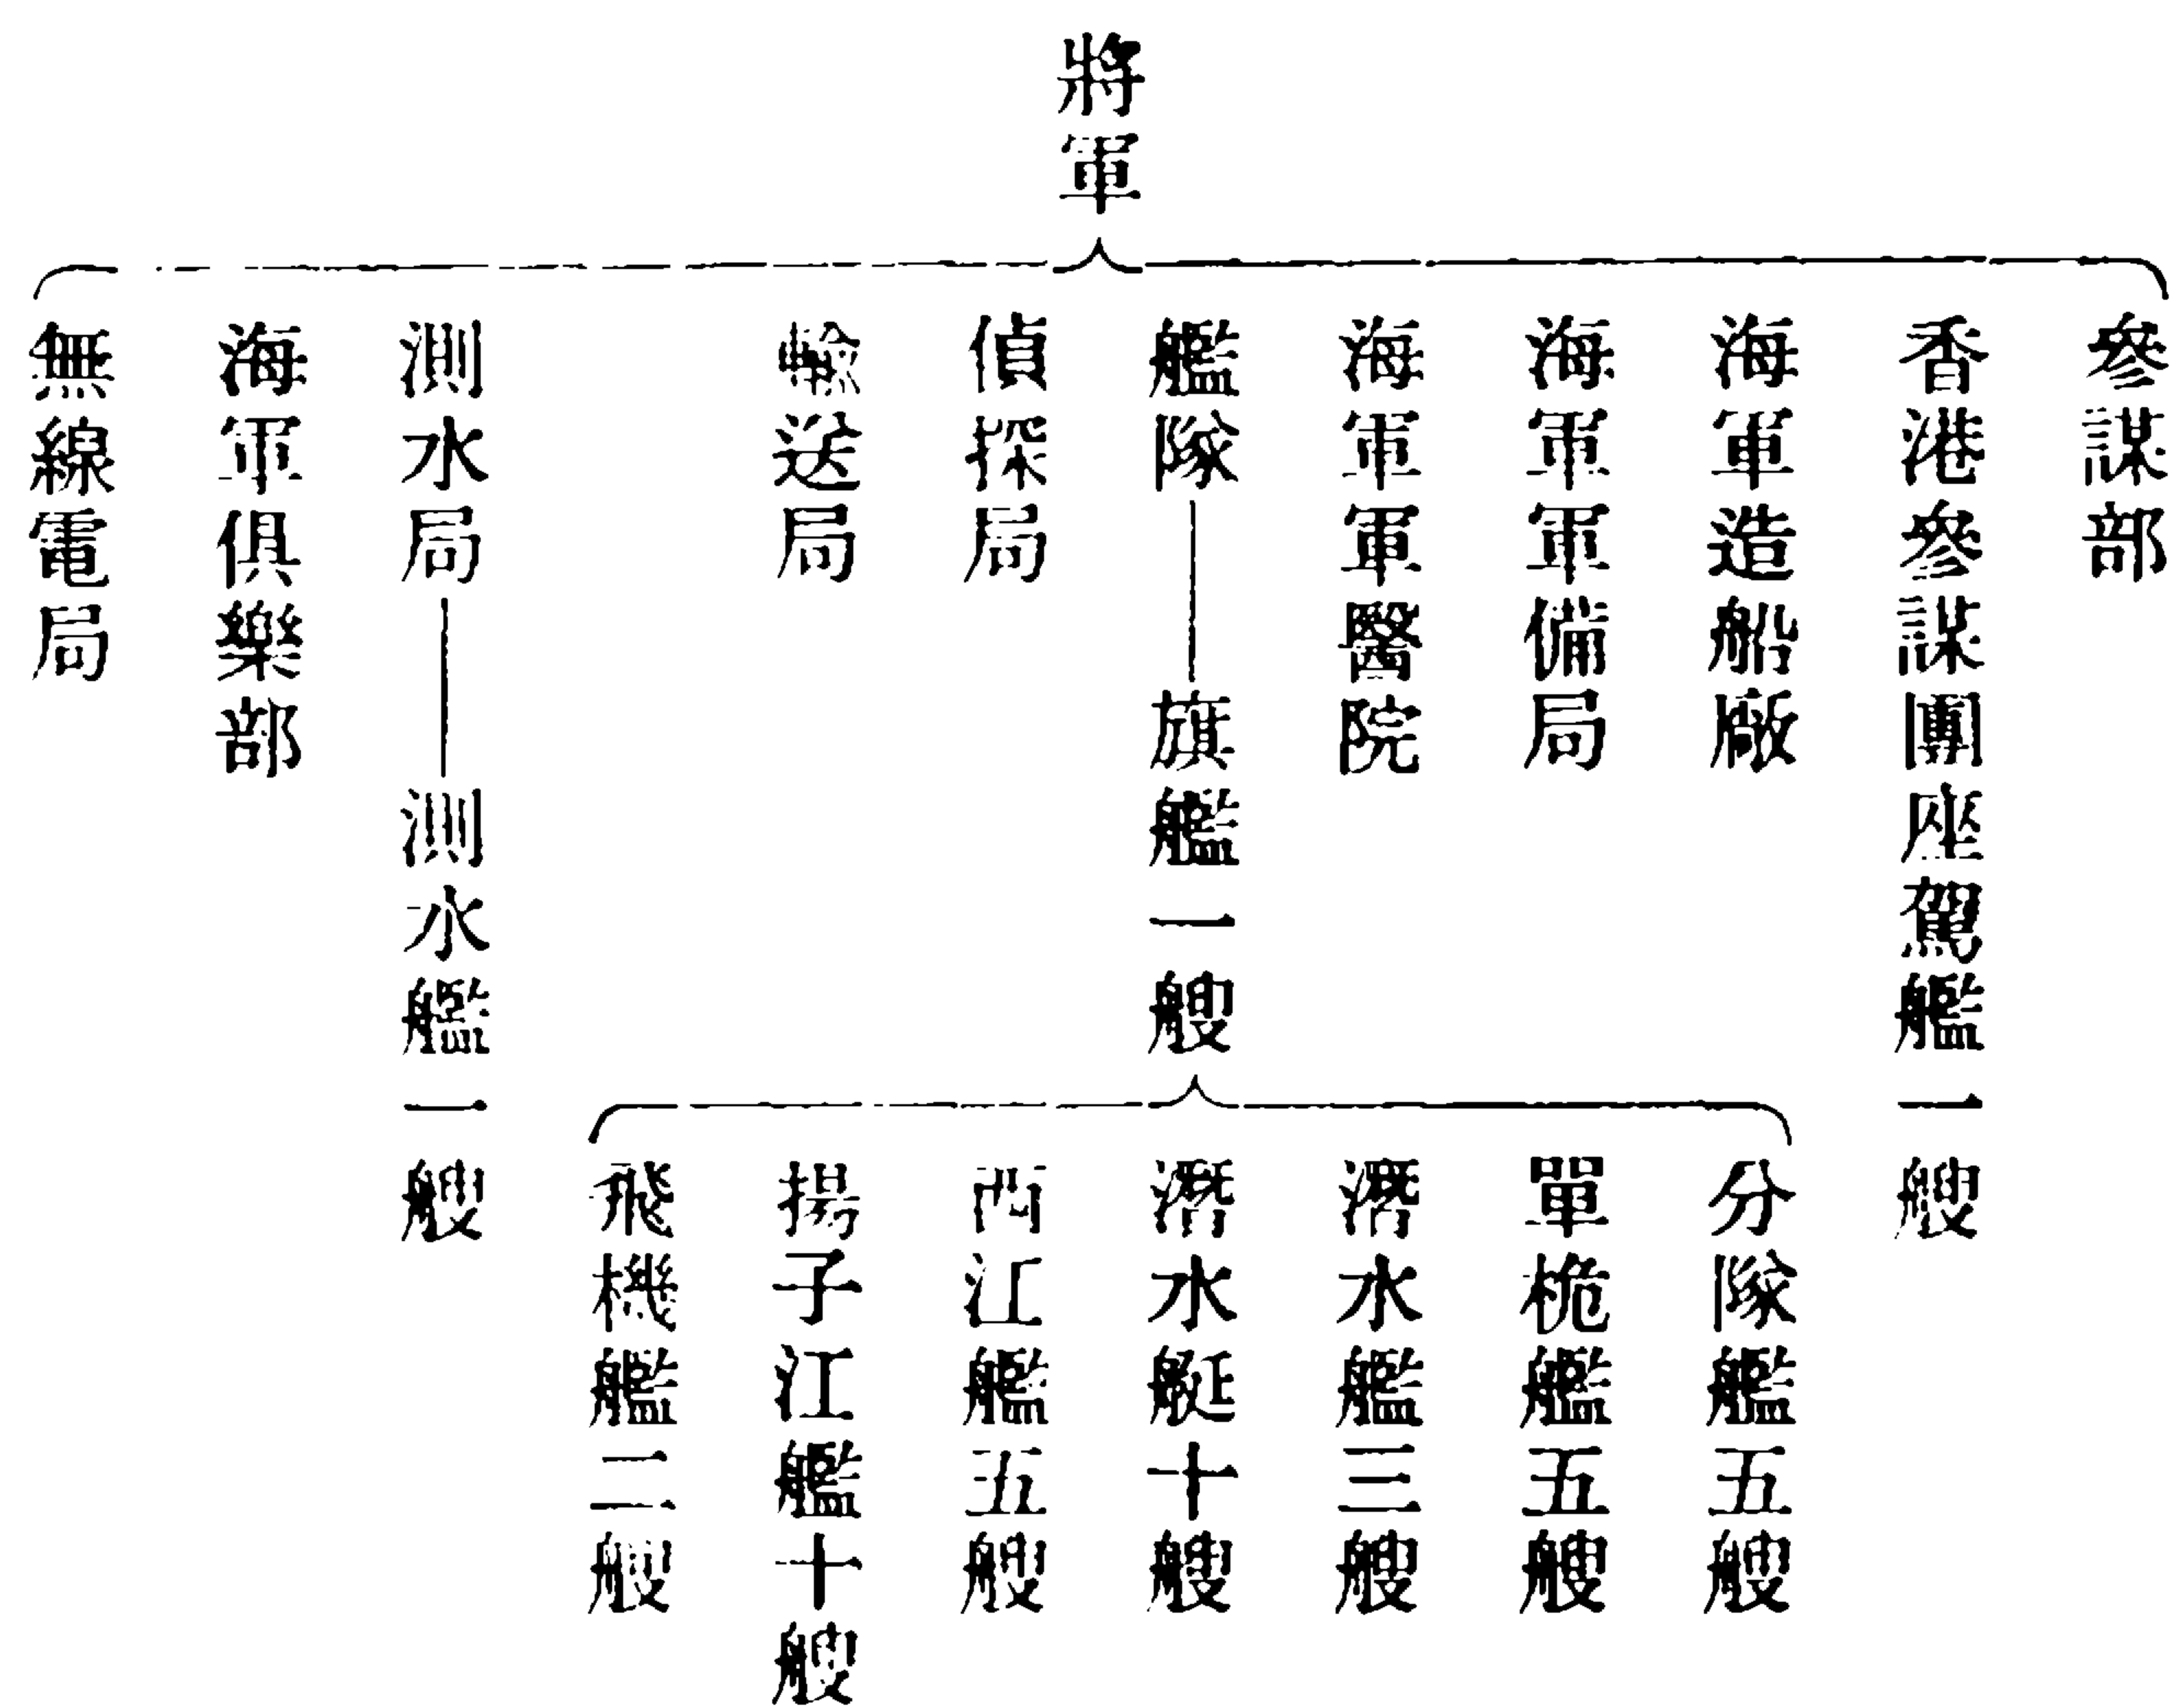 將軍
參謀部
香港參謀團座駕艦一艘
海軍造船廠
海軍軍備局
海軍軍醫院
艦隊——旗艦一艘
分隊艦五艘
單桅艦五艘
潛水艦三艘
潛水艇十艘
西江艦五艘
揚子江艦十艘
飛機艦二艘
偵探局
輸送局
測水局——測水艦一艘
海軍俱樂部
無線電局